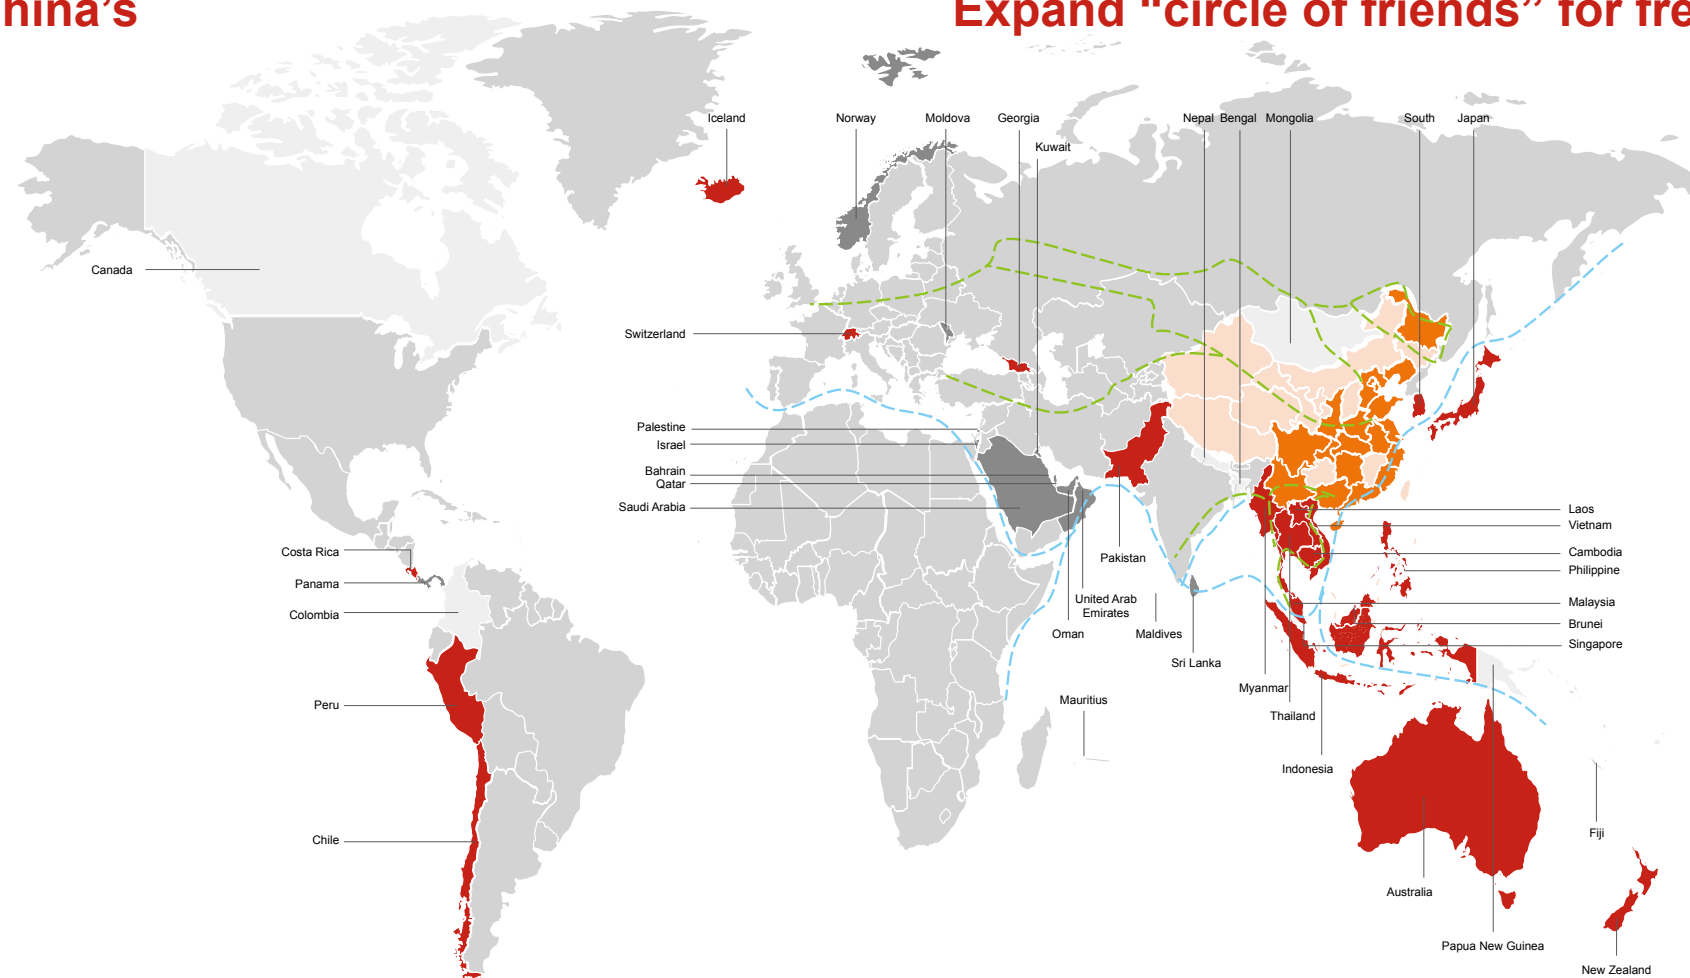 hina's
Expand "circle of friends" for fre
Iceland
Norway
Moldova
Georgia
Kuwait
Nepal
Bengal
Mongolia
South
Japan
Canada
Switzerland
Palestine
Israel
Bahrain
Qatar
Saudi Arabia
Costa Rica
Panama
Colombia
Peru
Chile
Pakistan
United Arab
Emirates
Oman
Maldives
Sri Lanka
Mauritius
Myanmar
Thailand
Indonesia
Laos
Vietnam
Cambodia
Philippine
Malaysia
Brunei
Singapore
Fiji
Australia
Papua New Guinea
New Zealand